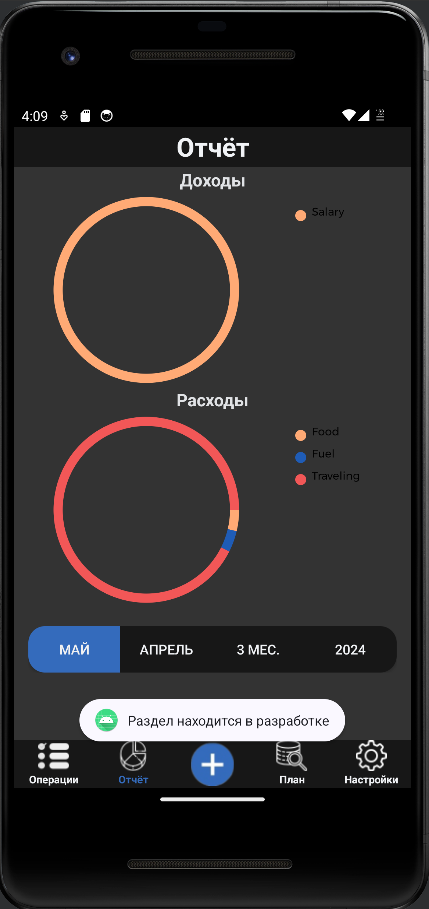 4:09
Отчёт
Доходы
Salary
Расходы
Food
Fuel
Traveling
МАЙ АПРЕЛЬ 3 МЕС. 2024
Раздел находится в разработке
Операции Отчёт План Настройки